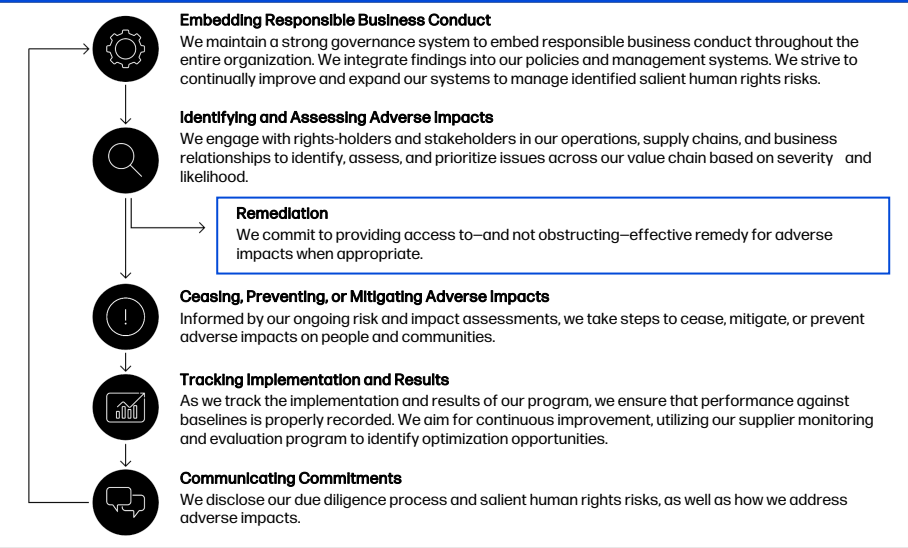 Embedding Responsible Business Conduct
We maintain a strong governance system to embed responsible business conduct throughout the
entire organization. We integrate findings into our policies and management systems. We strive to
continually improve and expand our systems to manage identified salient human rights risks.
Identifying and Assessing Adverse Impacts
We engage with rights-holders and stakeholders in our operations, supply chains, and business
relationships to identify, assess, and prioritize issues across our value chain based on severity and
likelihood.
Remediation
We commit to providing access to—and not obstructing—effective remedy for adverse
impacts when appropriate.
Ceasing, Preventing, or Mitigating Adverse Impacts
Informed by our ongoing risk and impact assessments, we take steps to cease, mitigate, or prevent
adverse impacts on people and communities.
Tracking Implementation and Results
As we track the implementation and results of our program, we ensure that performance against
baselines is properly recorded. We aim for continuous improvement, utilizing our supplier monitoring
and evaluation program to identify optimization opportunities.
Communicating Commitments
We disclose our due diligence process and salient human rights risks, as well as how we address
adverse impacts.